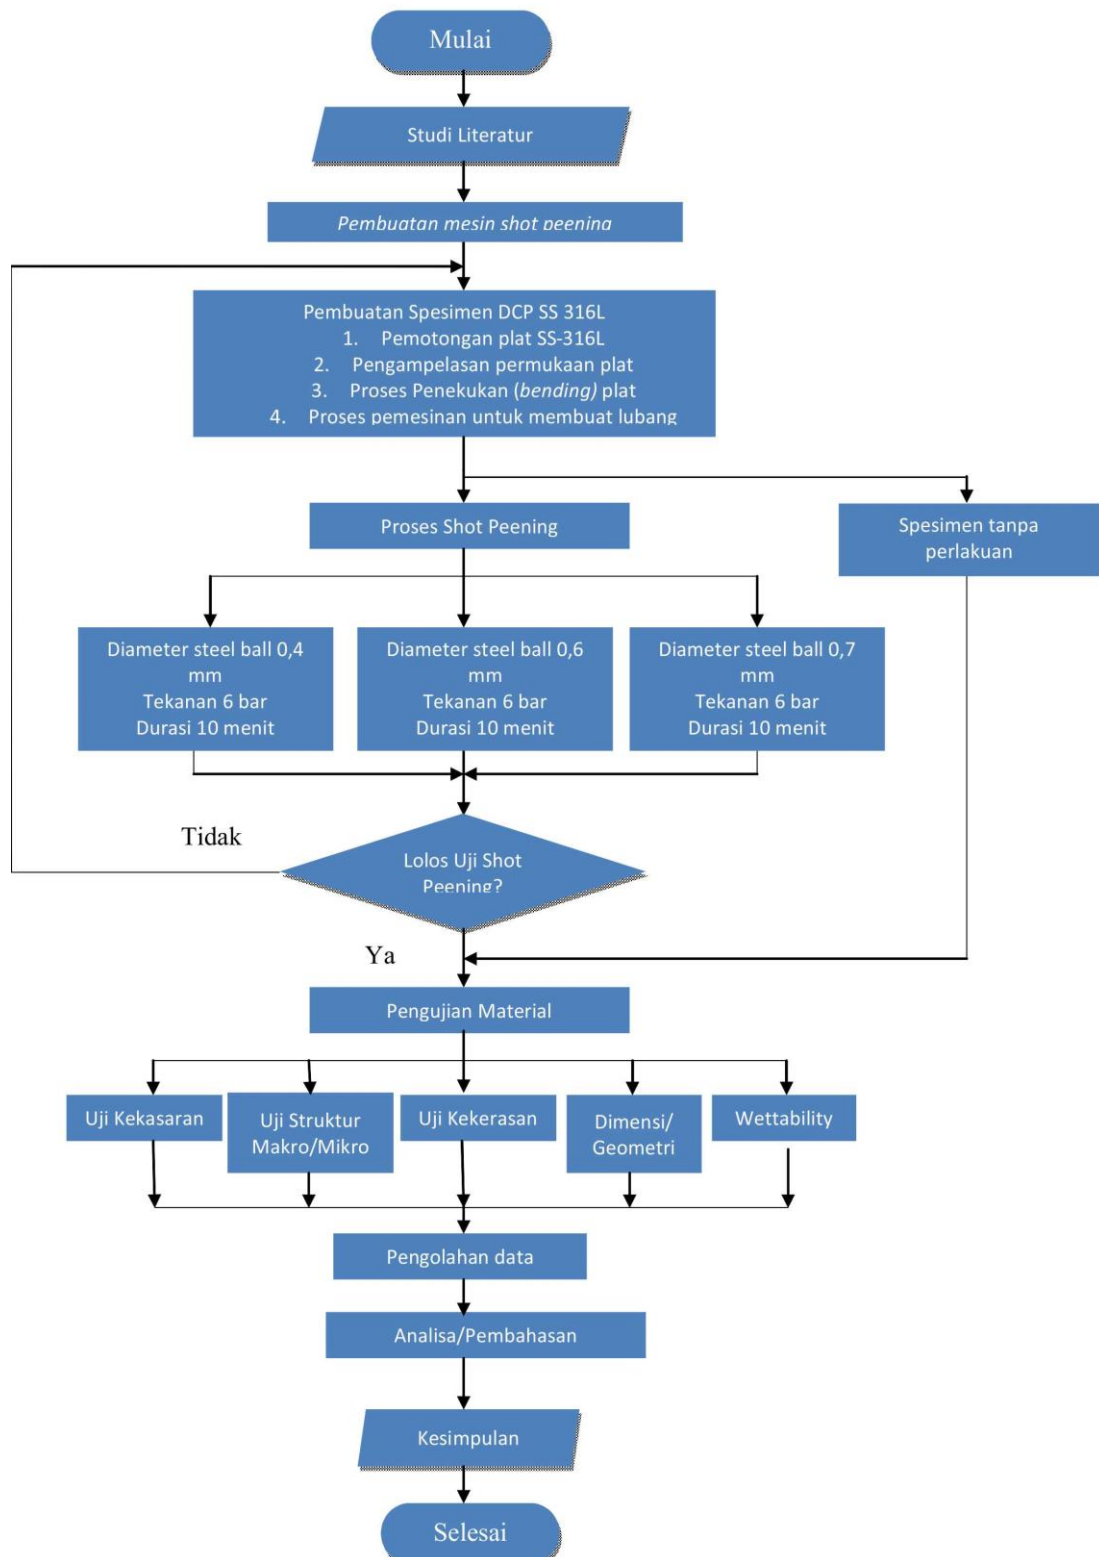 Mulai
Studi Literatur
Pembuatan mesin shot peening
Pembuatan Spesimen DCP SS 316L
1. Pemotongan plat SS-316L
2. Pengampelasan permukaan plat
3. Proses Penekukan (bending) plat
4. Proses pemesinan untuk membuat lubang
Proses Shot Peening
Spesimen tanpa
perlakuan
Diameter steel ball 0,4
mm
Tekanan 6 bar
Durasi 10 menit
Diameter steel ball 0,6
mm
Tekanan 6 bar
Durasi 10 menit
Diameter steel ball 0,7
mm
Tekanan 6 bar
Durasi 10 menit
Tidak
Lolos Uji Shot
Peening?
Ya
Pengujian Material
Uji Kekasaran
Uji Struktur
Makro/Mikro
Uji Kekerasan
Dimensi/
Geometri
Wettability
Pengolahan data
Analisa/Pembahasan
Kesimpulan
Selesai